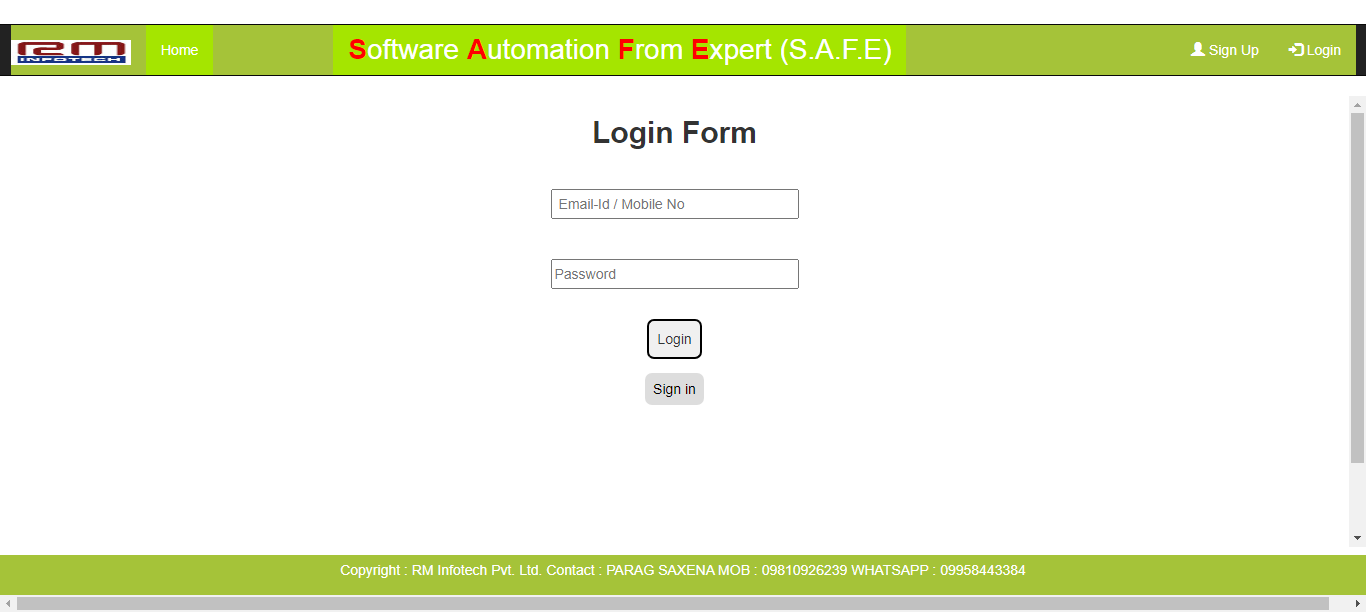 RM INFOTECH
Home
Software Automation From Expert (S.A.F.E)
Sign Up
Login
Login Form
Email-Id / Mobile No
Password
Login
Sign in
Copyright : RM Infotech Pvt. Ltd. Contact : PARAG SAXENA MOB : 09810926239 WHATSAPP : 09958443384